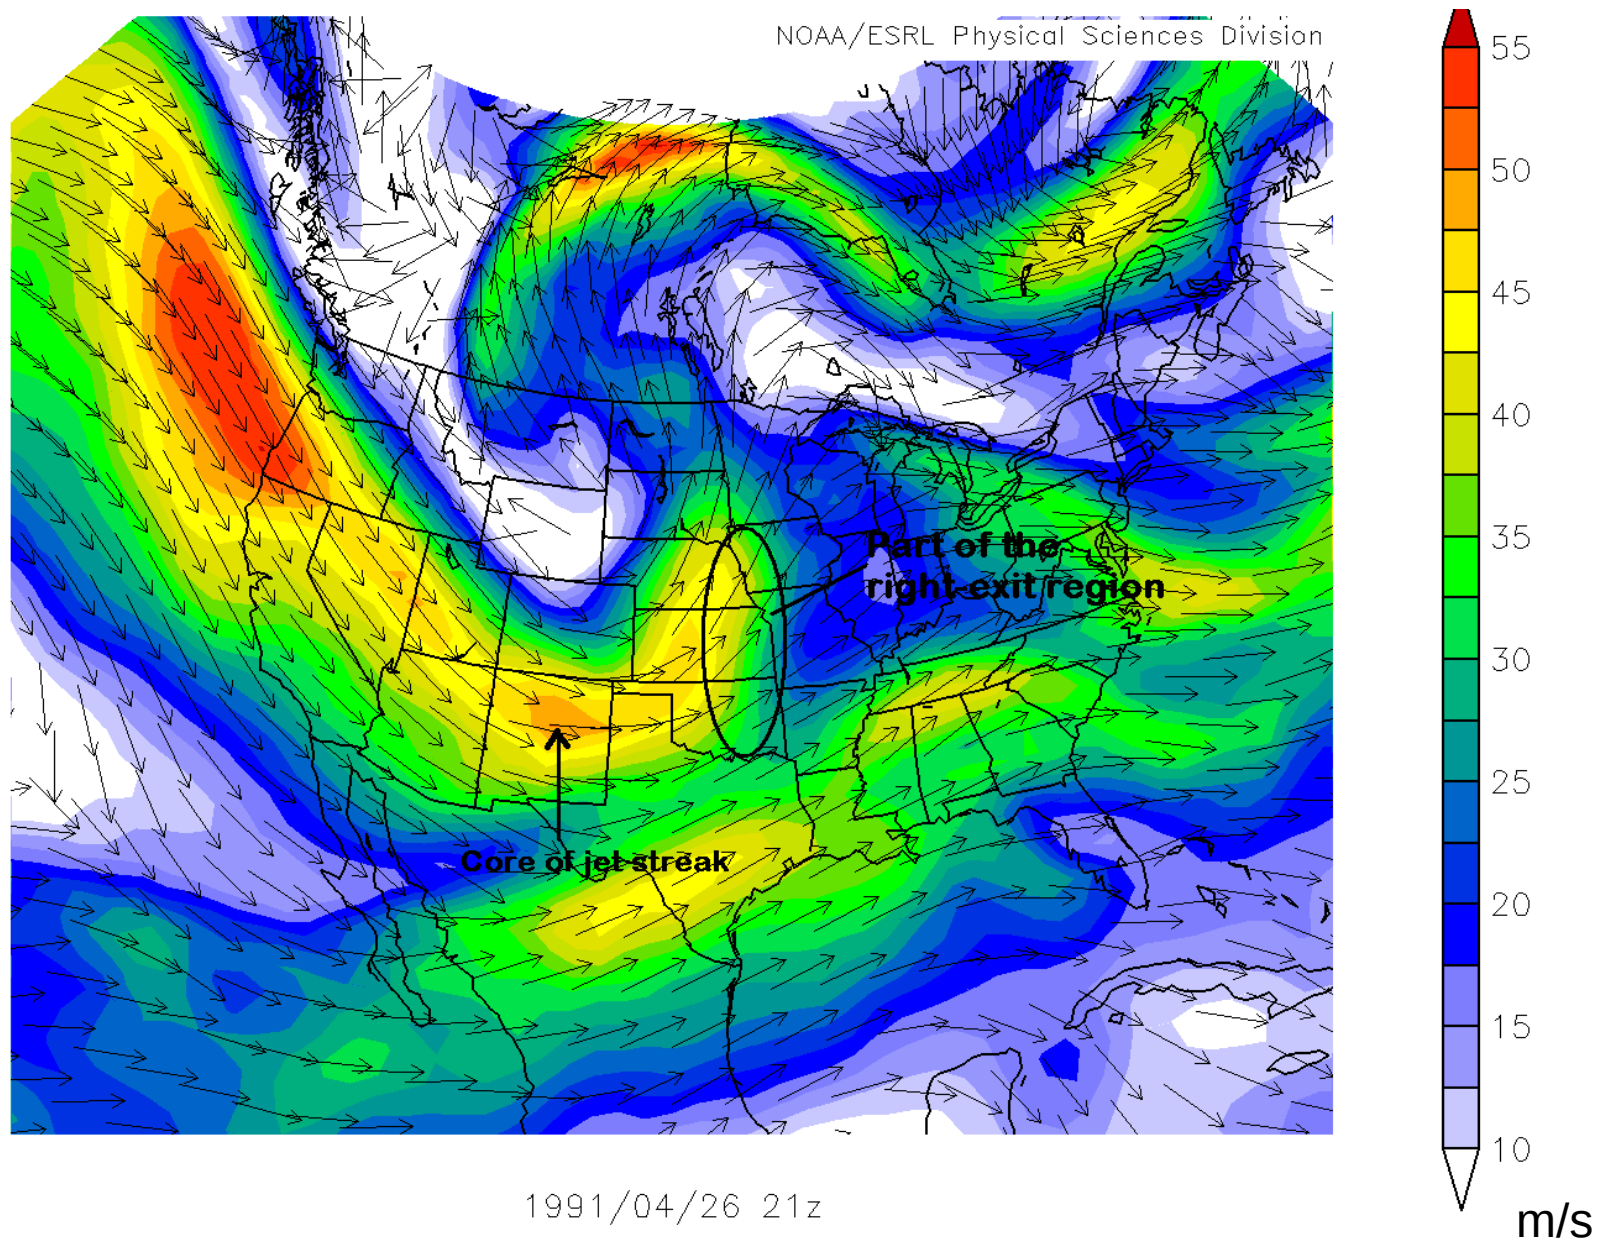 NOAA/ESRL Physical Sciences Division
55
50
45
40
35
30
25
20
15
10
m/s
Part of the
right-exit region
Core of jet streak
1991/04/26 21z